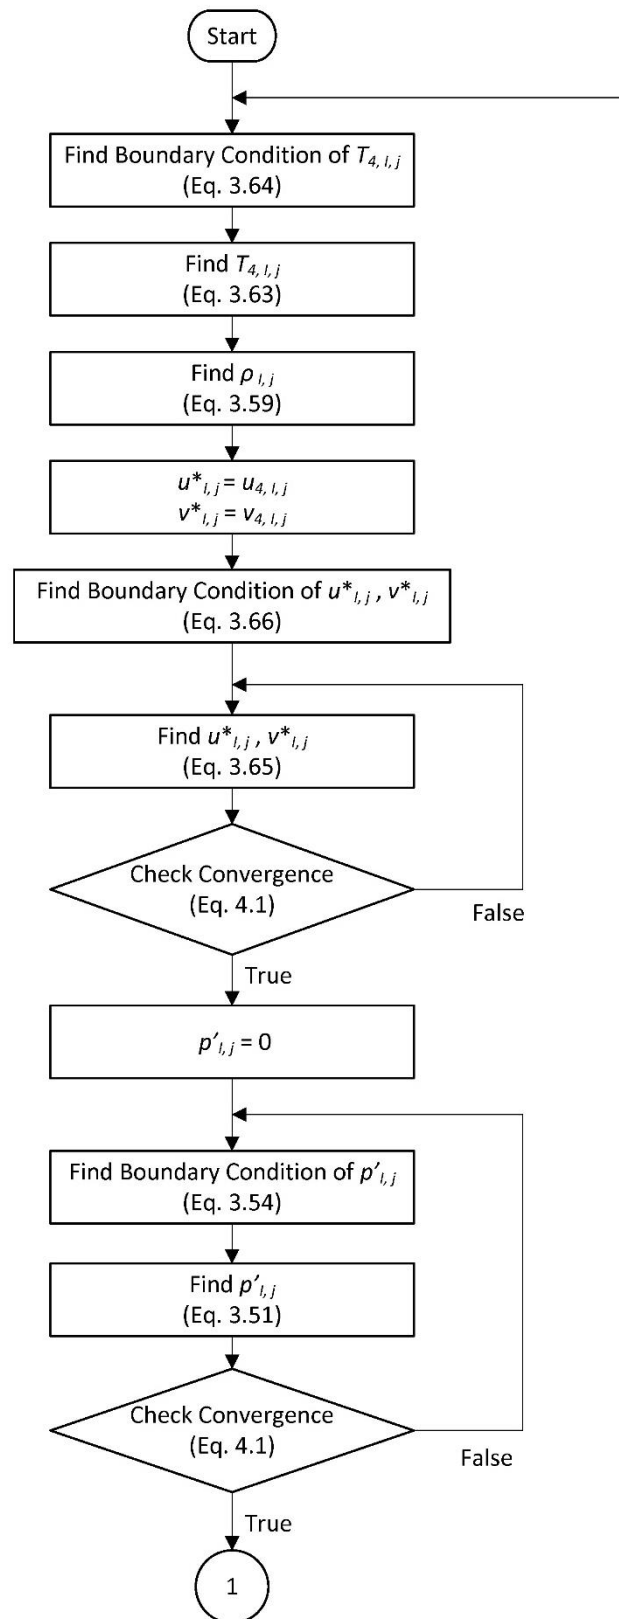 Start
Find Boundary Condition of T4, l, j
(Eq. 3.64)
Find T4, l, j
(Eq. 3.63)
Find ρ l, j
(Eq. 3.59)
u*l, j = u4, l, j
v*l, j = v4, l, j
Find Boundary Condition of u*l, j , v*l, j
(Eq. 3.66)
Find u*l, j , v*l, j
(Eq. 3.65)
Check Convergence
(Eq. 4.1)
False
True
p’l, j = 0
Find Boundary Condition of p’l, j
(Eq. 3.54)
Find p’l, j
(Eq. 3.51)
Check Convergence
(Eq. 4.1)
False
True
1